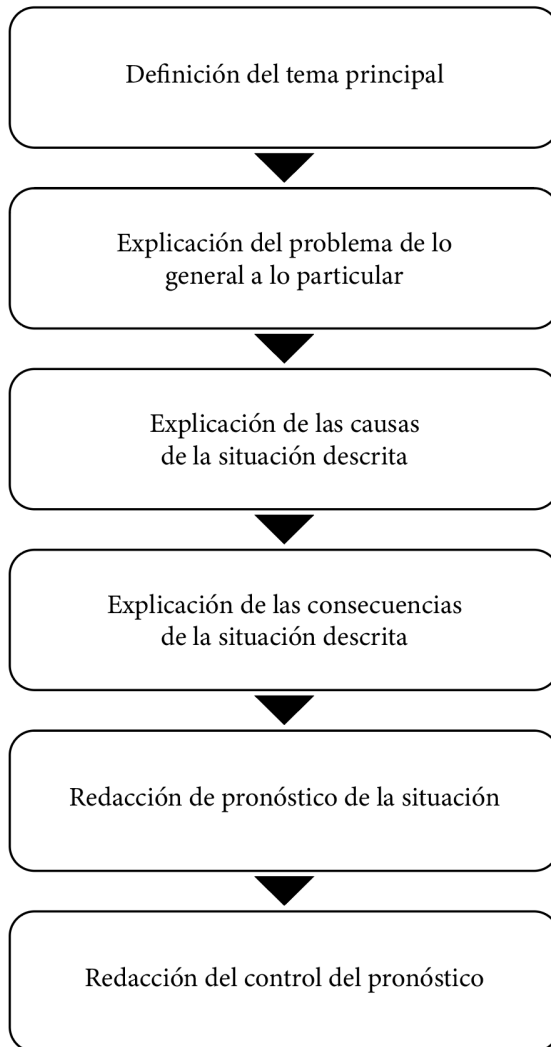 Definición del tema principal
Explicación del problema de lo
general a lo particular
Explicación de las causas
de la situación descrita
Explicación de las consecuencias
de la situación descrita
Redacción de pronóstico de la situación
Redacción del control del pronóstico